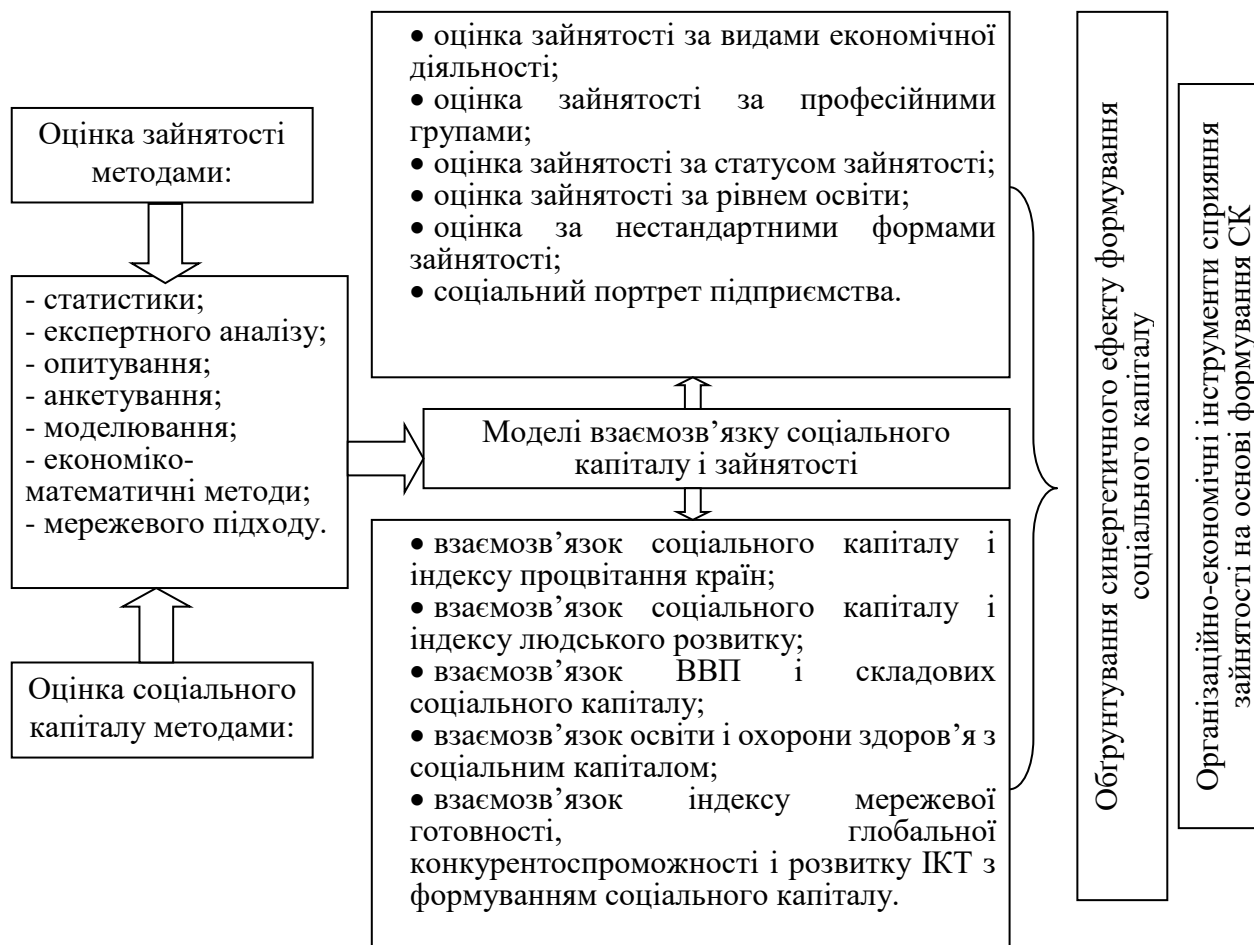 Оцінка зайнятості
методами:
- статистики;
- експертного аналізу;
- опитування;
- анкетування;
- моделювання;
- економіко-
математичні методи;
- мережевого підходу.
Оцінка соціального
капіталу методами:
• оцінка зайнятості за видами економічної
діяльності;
• оцінка зайнятості за професійними
групами;
• оцінка зайнятості за статусом зайнятості;
• оцінка зайнятості за рівнем освіти;
• оцінка за нестандартними формами
зайнятості;
• соціальний портрет підприємства.
Моделі взаємозв’язку соціального
капіталу і зайнятості
• взаємозв’язок соціального капіталу і
індексу процвітання країн;
• взаємозв’язок соціального капіталу і
індексу людського розвитку;
• взаємозв’язок ВВП і складових
соціального капіталу;
• взаємозв’язок освіти і охорони здоров’я з
соціальним капіталом;
• взаємозв’язок індексу мережевої
готовності, глобальної
конкурентоспроможності і розвитку ІКТ з
формуванням соціального капіталу.
Обґрунтування синергетичного ефекту формування
соціального капіталу
Організаційно-економічні інструменти сприянн
зайнятості на основі формування СК